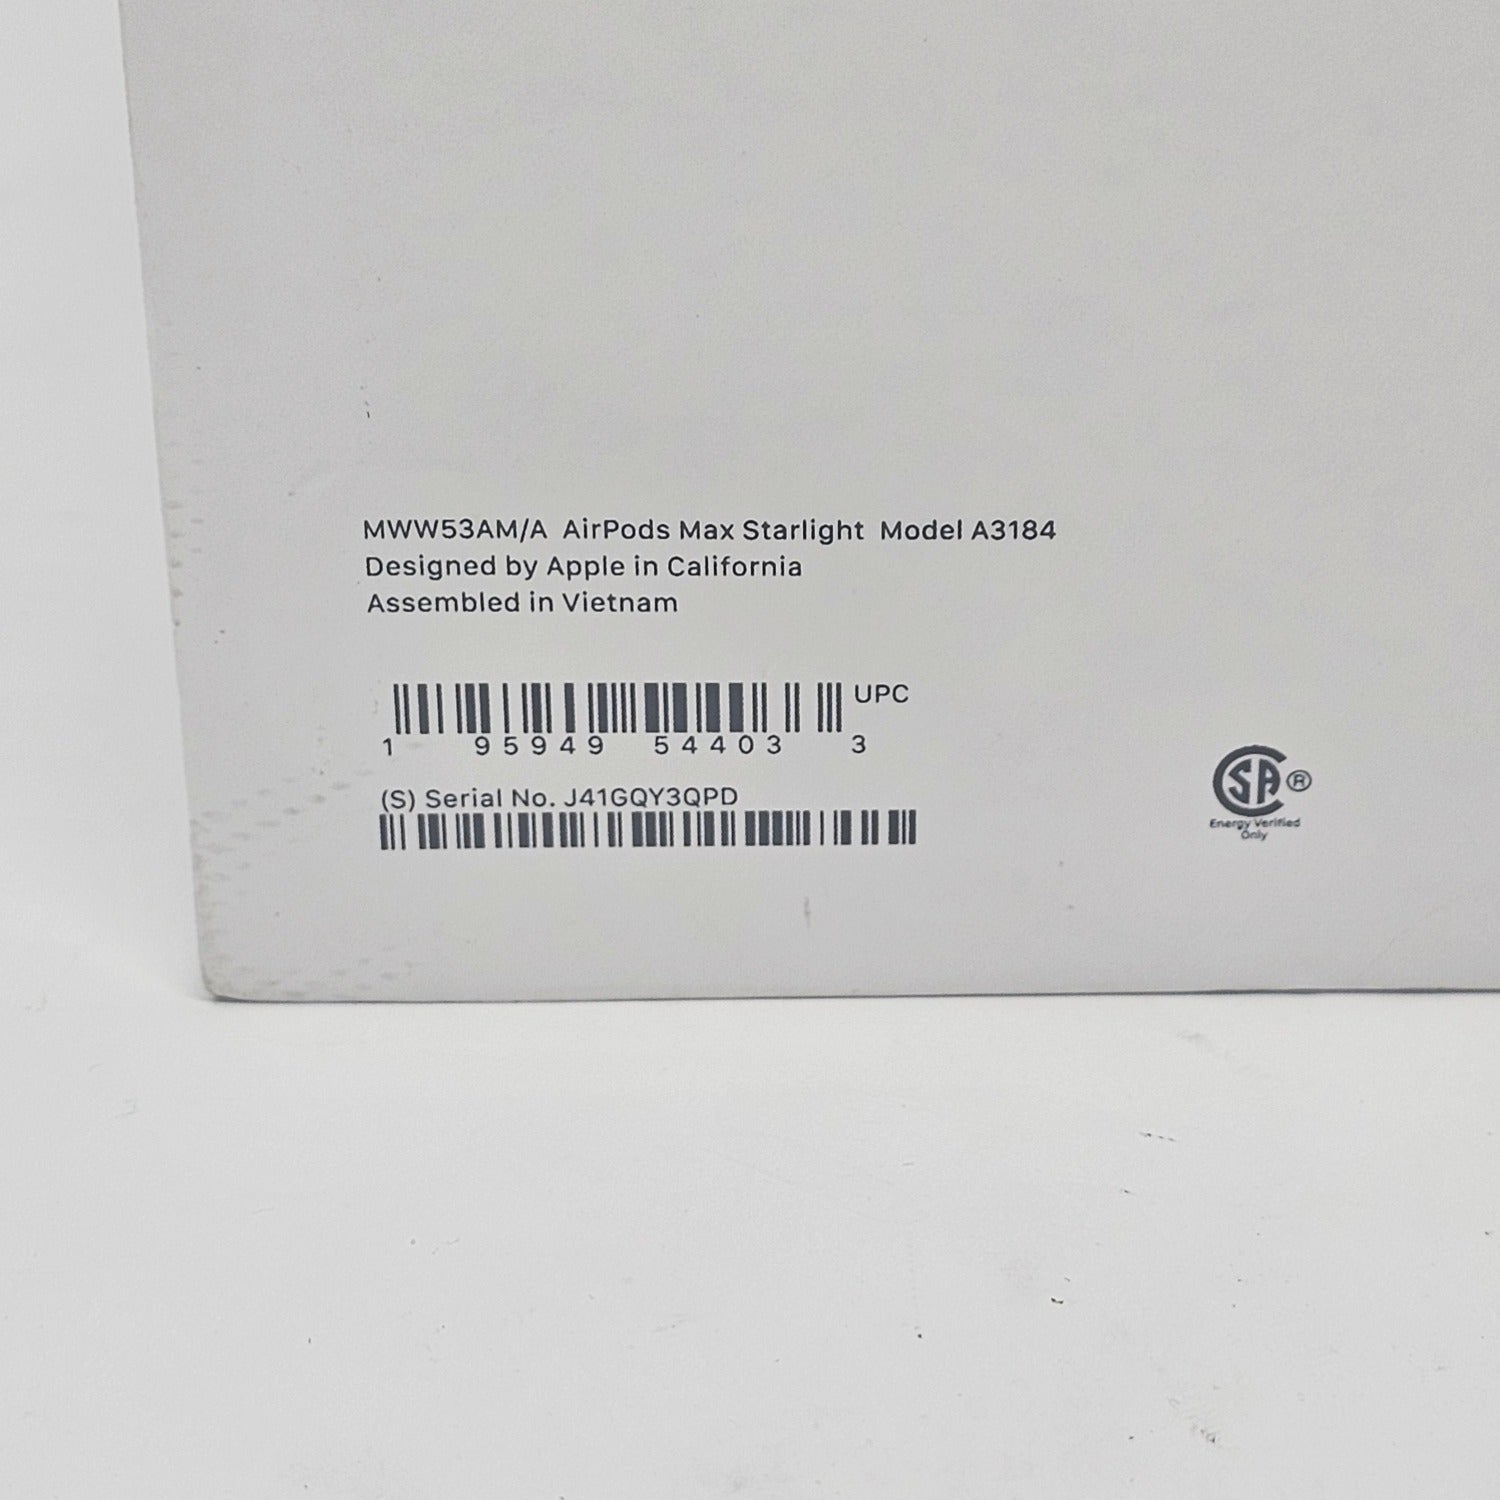 MWW53AM/A AirPods Max Starlight Model A3184
Designed by Apple in California
Assembled in Vietnam
UPC
1 95949 54403 3
(S) Serial No. J41GQY3QPD
SA ®
Energy Verified
Only